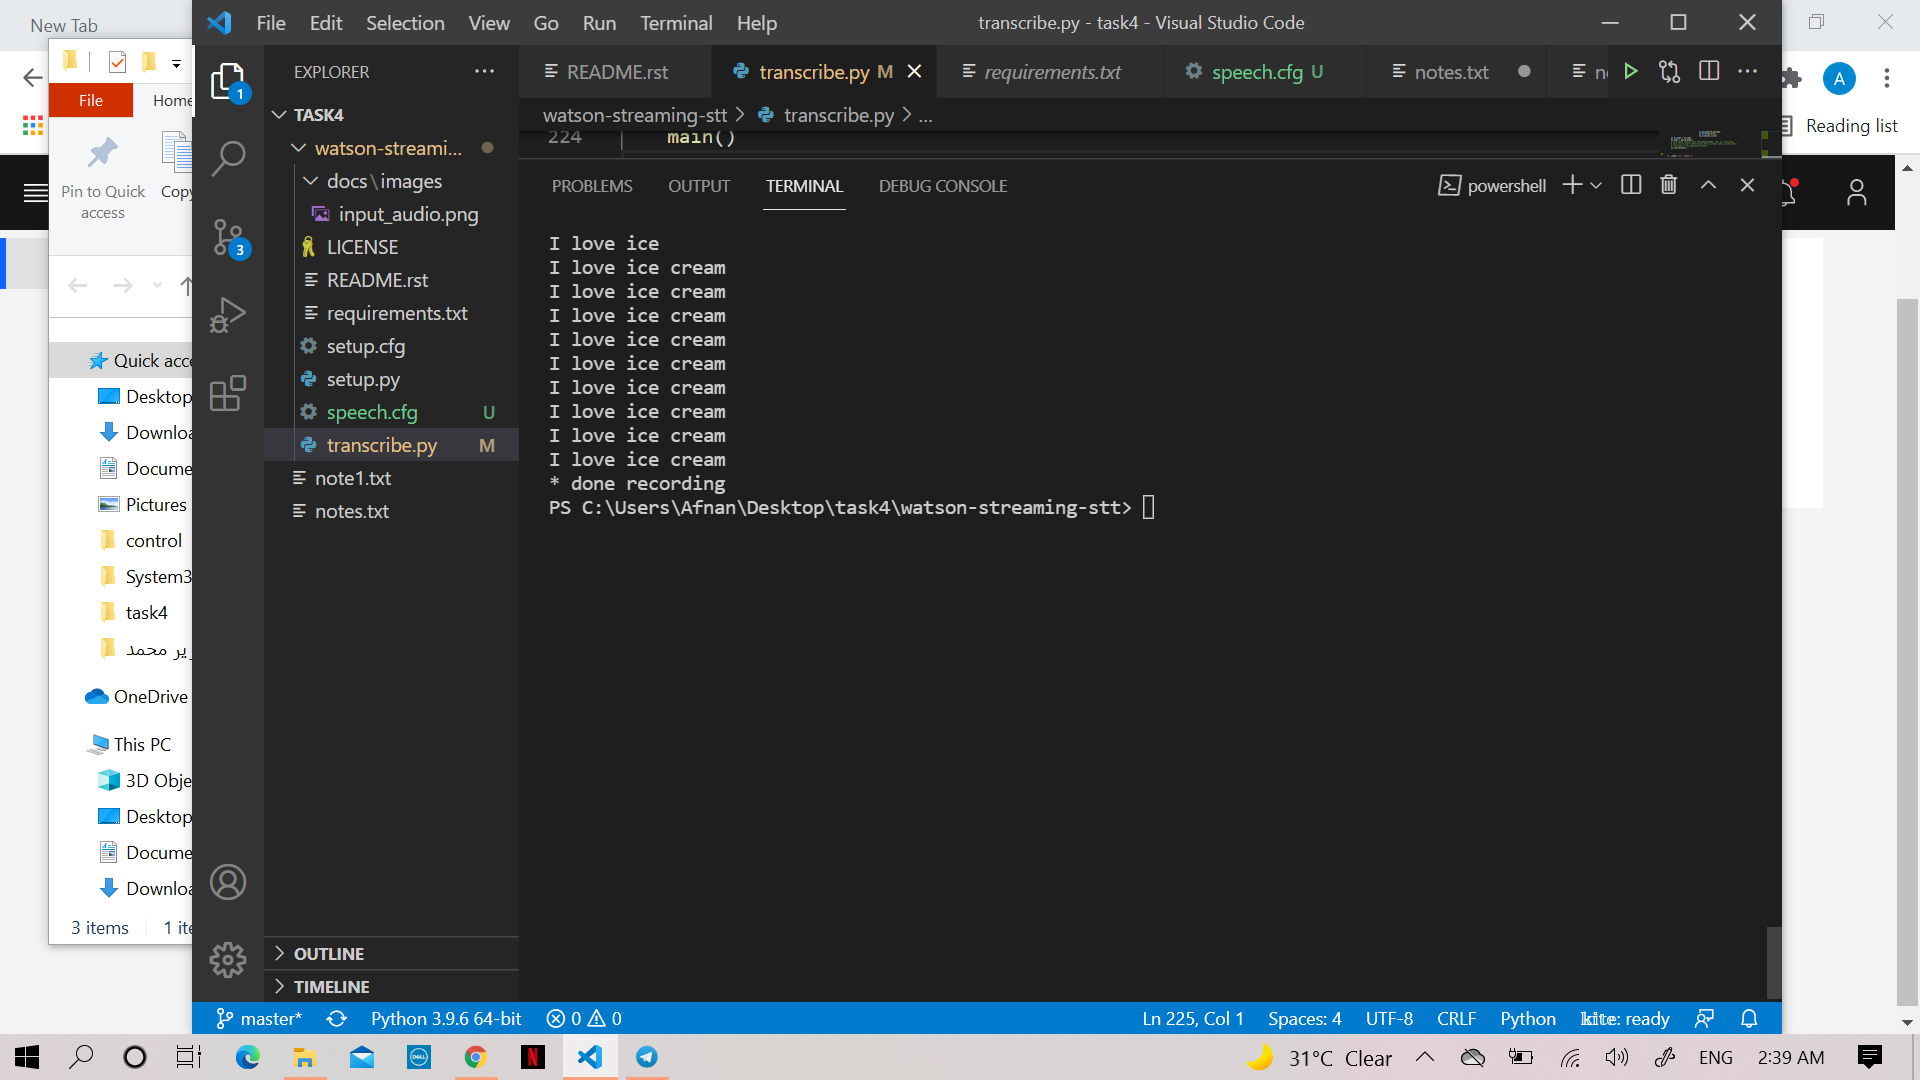 New Tab
File Edit Selection View Go Run Terminal Help
transcribe.py - task4 - Visual Studio Code
File
Home
Pin to Quick access
Copy
Quick acce
Desktop
Downloa
Docume
Pictures
control
System3
task4
ير محمد
OneDrive
This PC
3D Obje
Desktop
Docume
Downloa
3 items
1 ite
EXPLORER
TASK4
watson-streami...
docs\images
input_audio.png
LICENSE
README.rst
requirements.txt
setup.cfg
setup.py
speech.cfg U
transcribe.py M
note1.txt
notes.txt
OUTLINE
TIMELINE
1
3
README.rst
transcribe.py M
requirements.txt
speech.cfg U
notes.txt
watson-streaming-stt > transcribe.py > ...
224 main()
PROBLEMS OUTPUT TERMINAL DEBUG CONSOLE
powershell
I love ice
I love ice cream
I love ice cream
I love ice cream
I love ice cream
I love ice cream
I love ice cream
I love ice cream
I love ice cream
I love ice cream
* done recording
PS C:\Users\Afnan\Desktop\task4\watson-streaming-stt>
A
Reading list
master*
Python 3.9.6 64-bit
0 0
Ln 225, Col 1
Spaces: 4
UTF-8
CRLF
Python
kite: ready
DELL
N
31°C Clear
ENG
2:39 AM